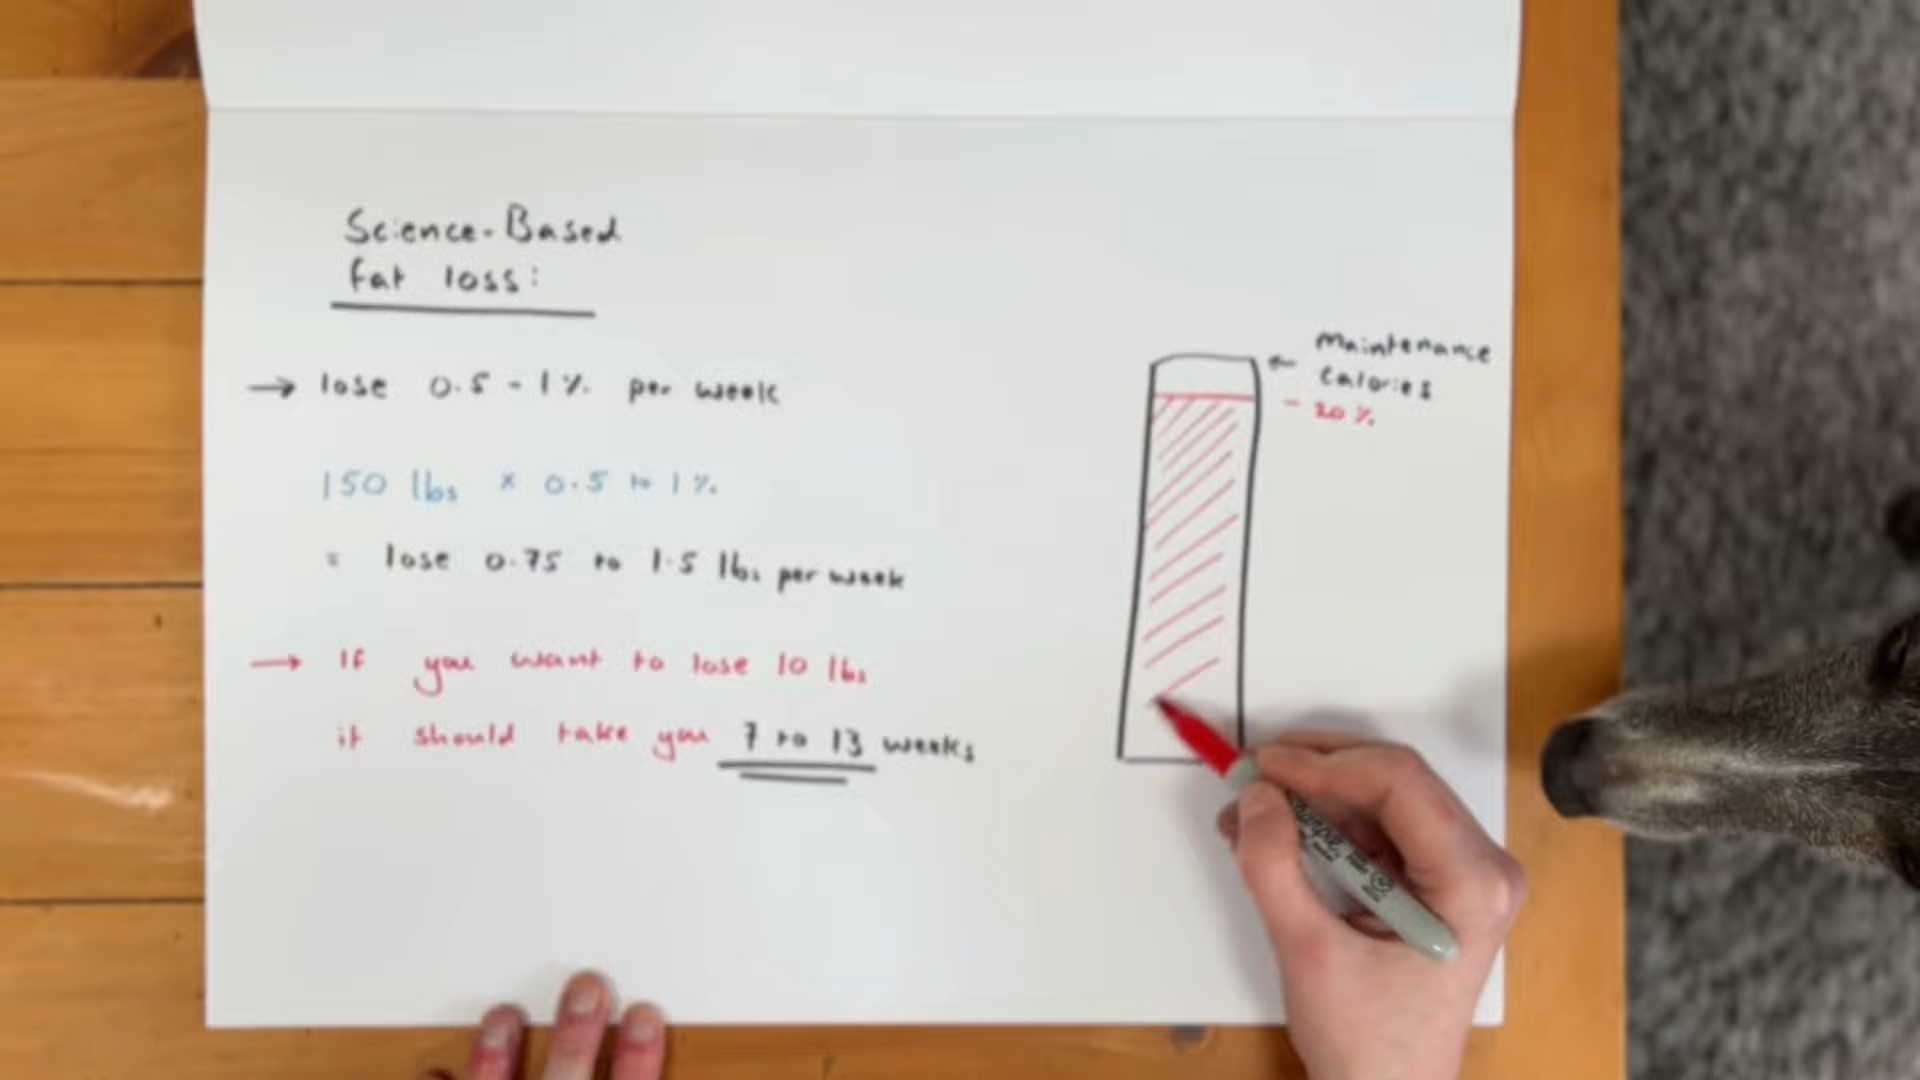 Science-Based
fat loss:
→ lose 0.5 - 1% per week
150 lbs x 0.5 to 1%
= lose 0.75 to 1.5 lbs per week
→ If you want to lose 10 lbs
it should take you 7 to 13 weeks
← Maintenance
Calories
- 20%